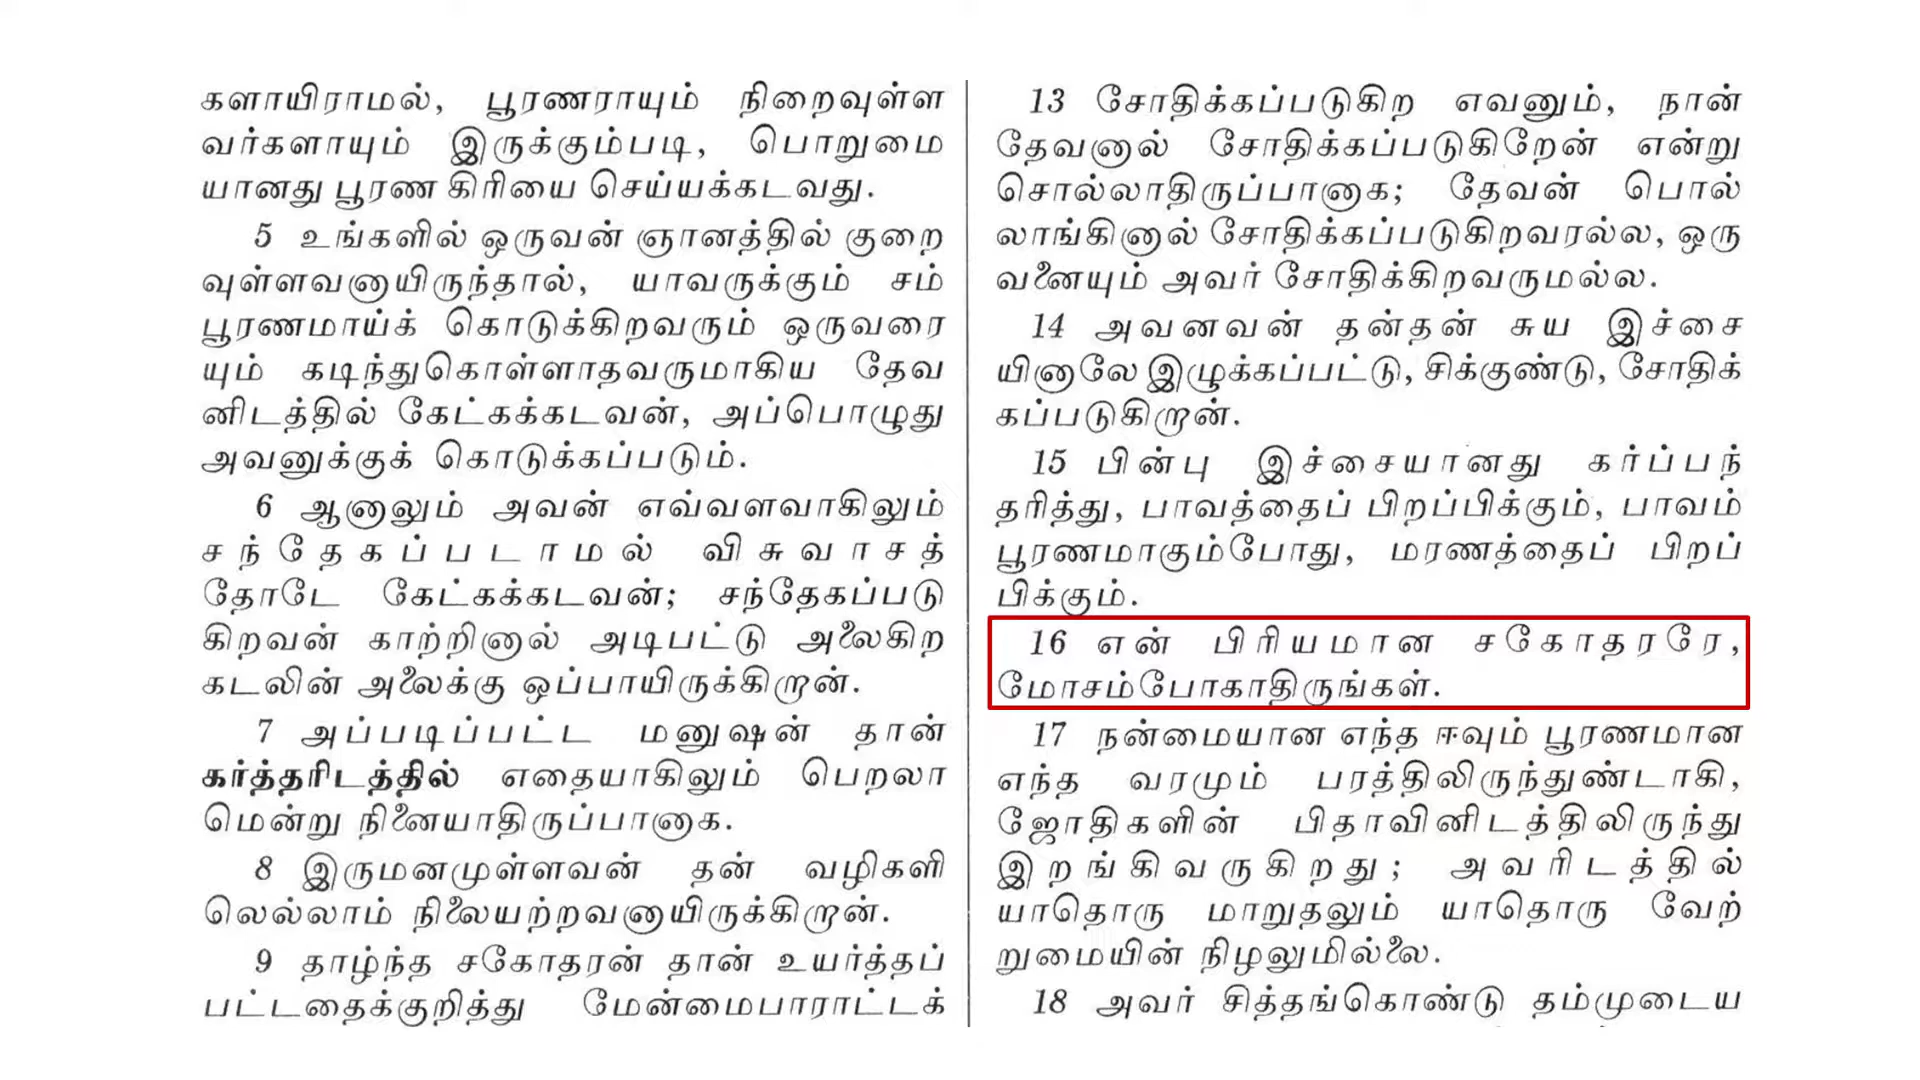 களாயிராமல், பூரணராயும் நிறைவுள்ள
வர்களாயும் இருக்கும்படி, பொறுமை
யானது பூரண கிரியை செய்யக்கடவது.
5 உங்களில் ஒருவன் ஞானத்தில் குறை
வுள்ளவனாயிருந்தால், யாவருக்கும் சம்
பூரணமாய்க் கொடுக்கிறவரும் ஒருவரை
யும் கடிந்துகொள்ளாதவருமாகிய தேவ
னிடத்தில் கேட்கக்கடவன், அப்பொழுது
அவனுக்குக் கொடுக்கப்படும்.
6 ஆனாலும் அவன் எவ்வளவாகிலும்
சந்தேகப்படாமல் விசுவாசத்
தோடே கேட்கக்கடவன்; சந்தேகப்படு
கிறவன் காற்றினால் அடிபட்டு அலைகிற
கடலின் அலைக்கு ஒப்பாயிருக்கிறான்.
7 அப்படிப்பட்ட மனுஷன் தான்
கர்த்தரிடத்தில் எதையாகிலும் பெறலா
மென்று நினையாதிருப்பானாக.
8 இருமனமுள்ளவன் தன் வழிகளி
லெல்லாம் நிலையற்றவனாயிருக்கிறான்.
9 தாழ்ந்த சகோதரன் தான் உயர்த்தப்
பட்டதைக்குறித்து மேன்மைபாராட்டக்
13 சோதிக்கப்படுகிற எவனும், நான்
தேவனால் சோதிக்கப்படுகிறேன் என்று
சொல்லாதிருப்பானாக; தேவன் பொல்
லாங்கினால் சோதிக்கப்படுகிறவரல்ல, ஒரு
வனையும் அவர் சோதிக்கிறவருமல்ல.
14 அவனவன் தன்தன் சுய இச்சை
யினாலே இழுக்கப்பட்டு, சிக்குண்டு, சோதிக்
கப்படுகிறான்.
15 பின்பு இச்சையானது கர்ப்பந்
தரித்து, பாவத்தைப் பிறப்பிக்கும், பாவம்
பூரணமாகும்போது, மரணத்தைப் பிறப்
பிக்கும்.
16 என் பிரியமான சகோதரரே,
மோசம்போகாதிருங்கள்.
17 நன்மையான எந்த ஈவும் பூரணமான
எந்த வரமும் பரத்திலிருந்துண்டாகி,
ஜோதிகளின் பிதாவினிடத்திலிருந்து
இறங்கிவருகிறது; அவரிடத்தில்
யாதொரு மாறுதலும் யாதொரு வேற்
றுமையின் நிழலுமில்லை.
18 அவர் சித்தங்கொண்டு தம்முடைய